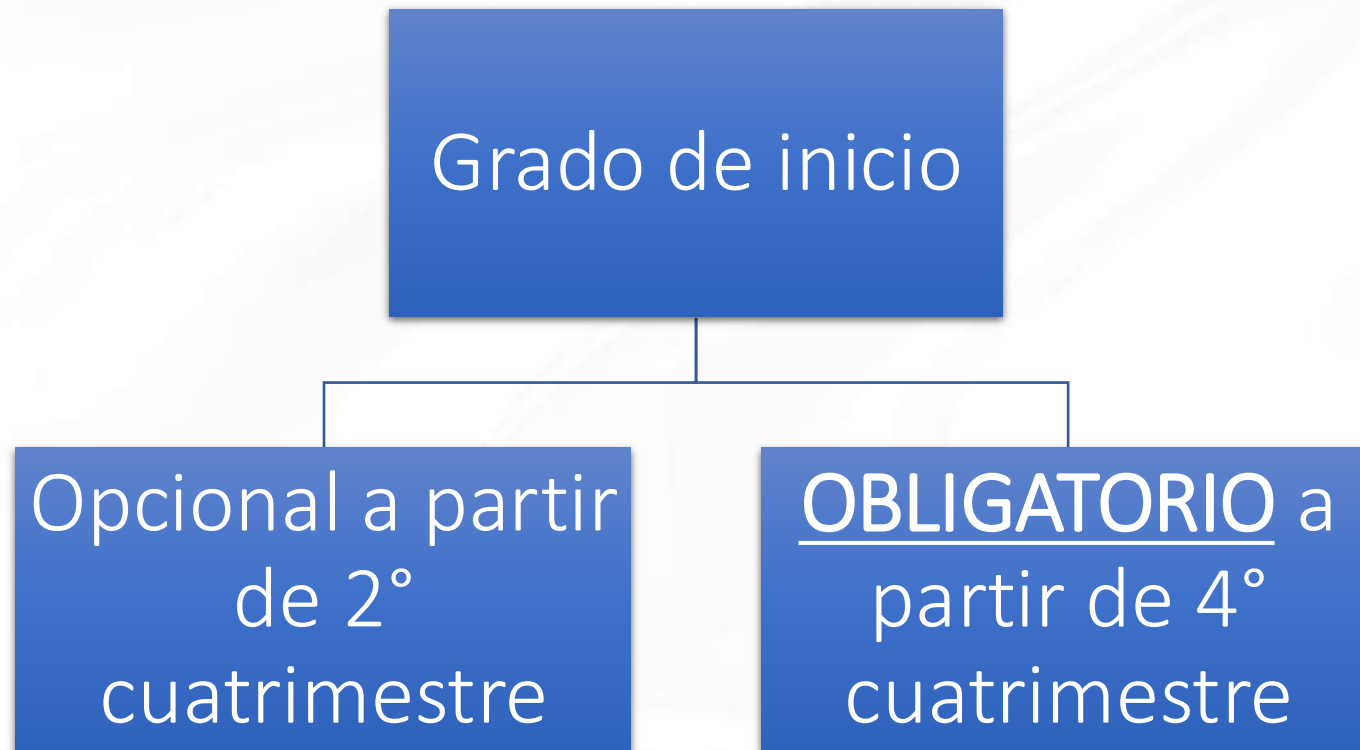 Grado de inicio
Opcional a partir
de 2°
cuatrimestre
OBLIGATORIO a
partir de 4°
cuatrimestre